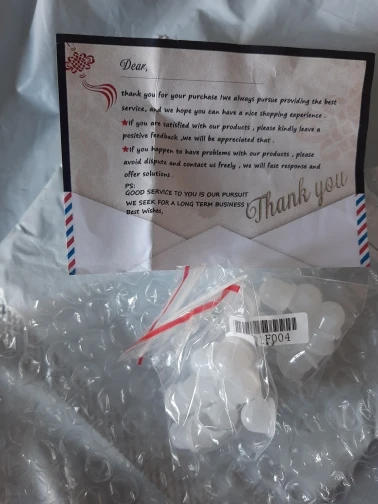 Dear,
thank you for your purchase !we always pursue providing the best
service, and we hope you can have a nice shopping experience .
★If you are satisfied with our products , please kindly leave a
positive feedback ,we will be appreciated that .
★If you happen to have problems with our products , please
avoid dispute and contact us freely , we will fast response and
offer solutions .
PS:
GOOD SERVICE TO YOU IS OUR PURSUIT
WE SEEK FOR A LONG TERM BUSINESS
Best Wishes,
Thank you
F004